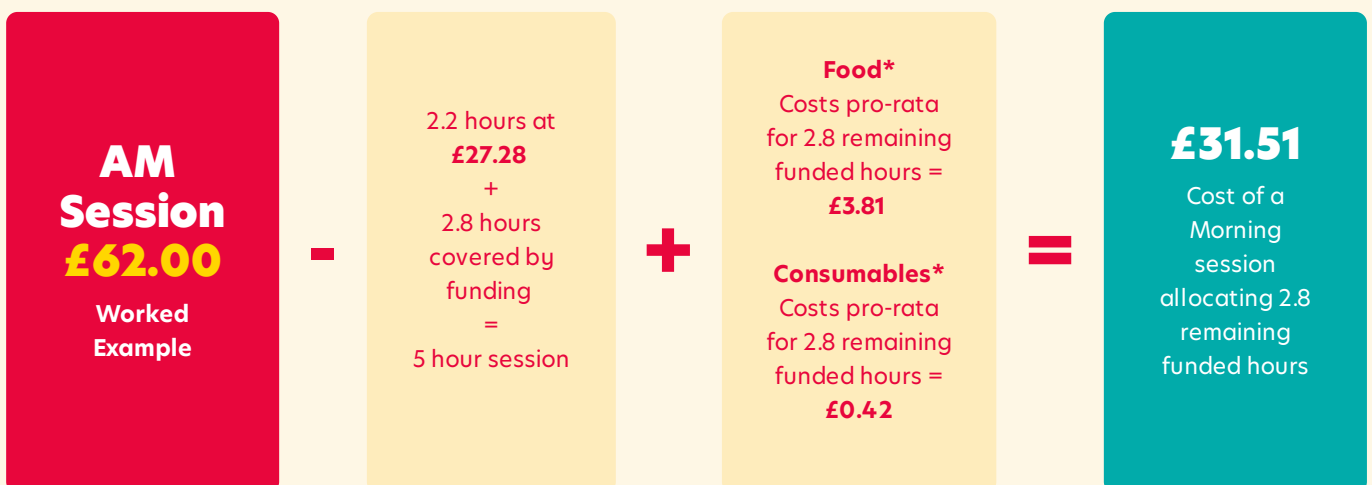 AM
Session
£62.00
Worked
Example
-
2.2 hours at
£27.28
+
2.8 hours
covered by
funding
=
5 hour session
+
Food*
Costs pro-rata
for 2.8 remaining
funded hours =
£3.81
Consumables*
Costs pro-rata
for 2.8 remaining
funded hours =
£0.42
=
£31.51
Cost of a
Morning
session
allocating 2.8
remaining
funded hours